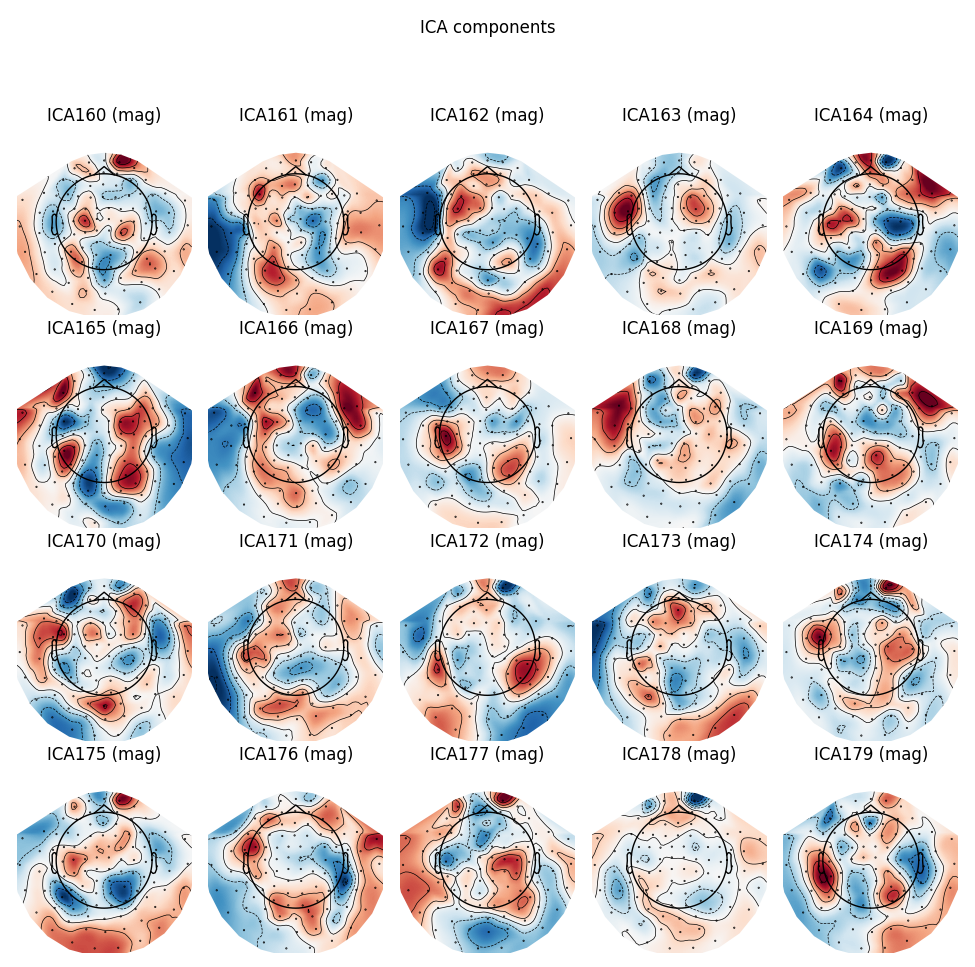 ICA components
ICA160 (mag) ICA161 (mag) ICA162 (mag) ICA163 (mag) ICA164 (mag)
ICA165 (mag) ICA166 (mag) ICA167 (mag) ICA168 (mag) ICA169 (mag)
ICA170 (mag) ICA171 (mag) ICA172 (mag) ICA173 (mag) ICA174 (mag)
ICA175 (mag) ICA176 (mag) ICA177 (mag) ICA178 (mag) ICA179 (mag)